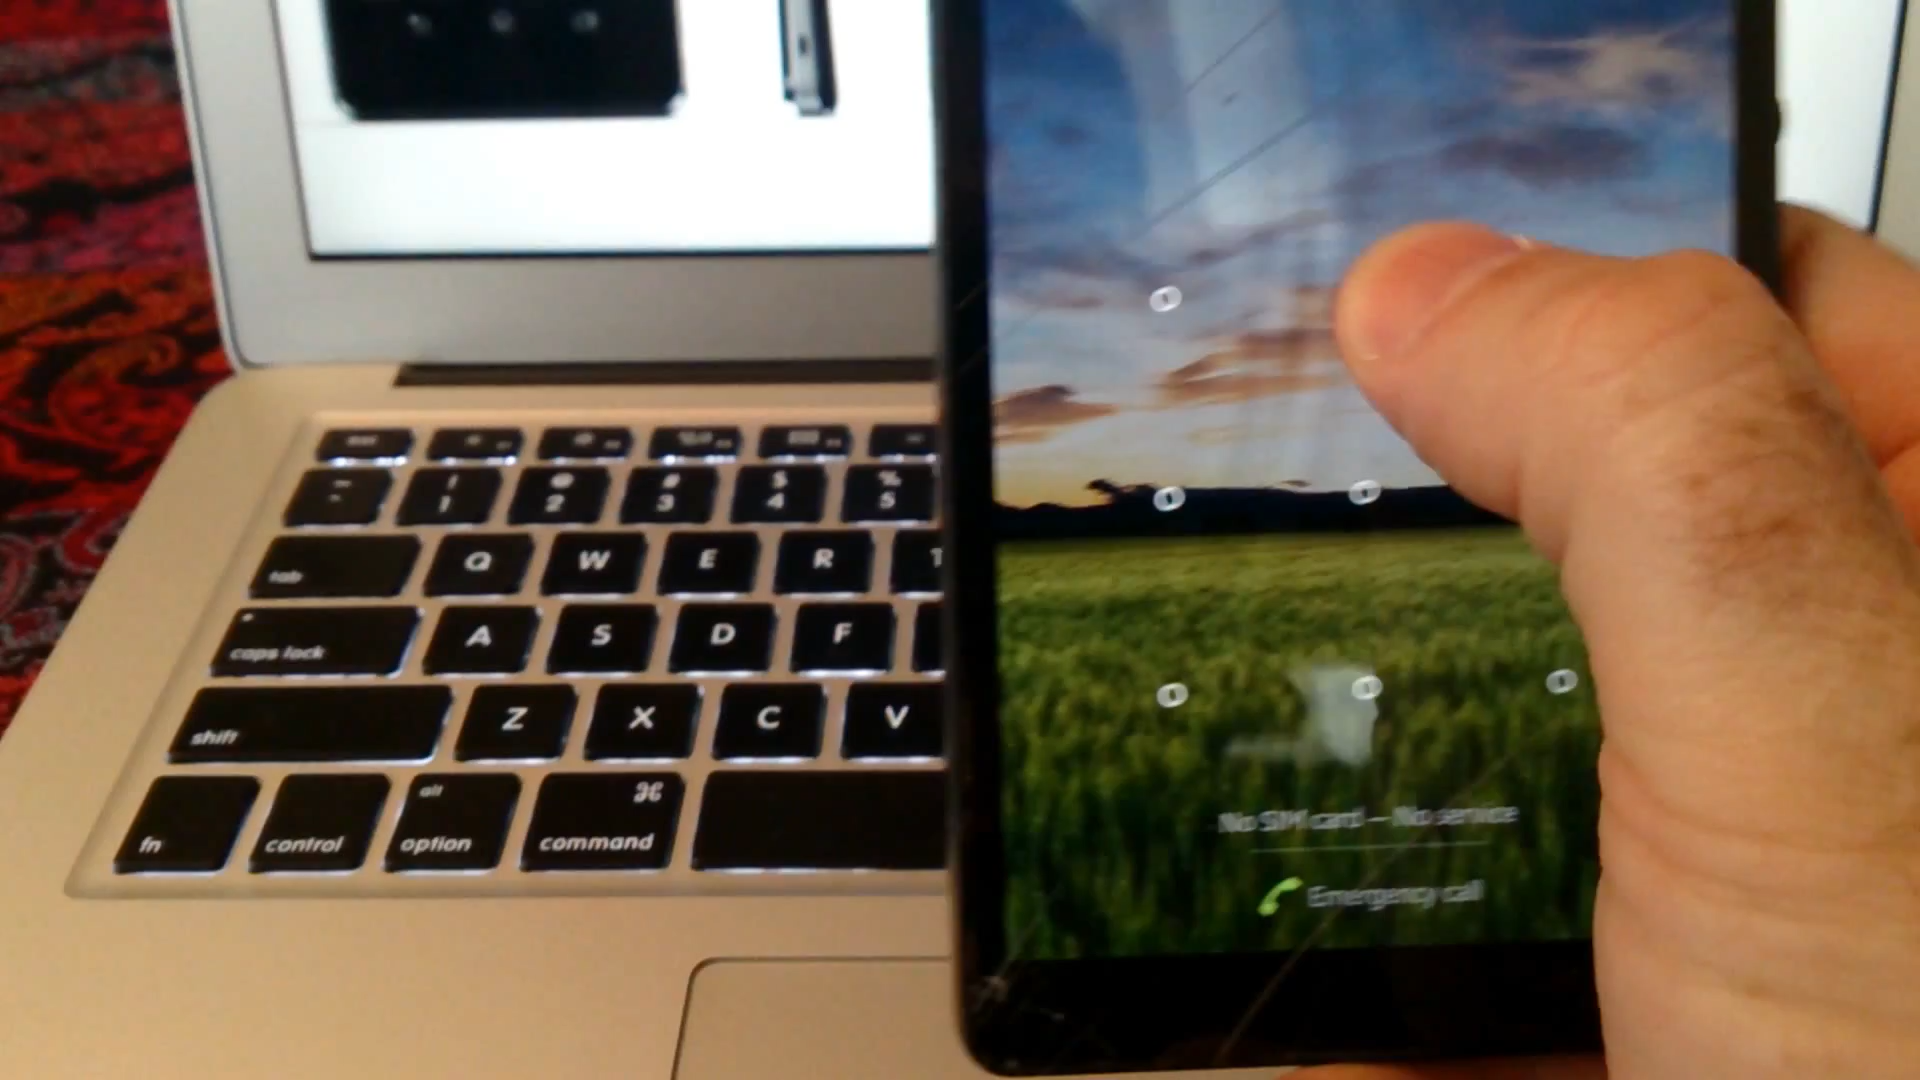 ~
`
! @ # $ % 
1 2 3 4 5
tab Q W E R T
caps lock A S D F
shift Z X C V
alt ⌘
fn control option command
No SIM card — No service
Emergency call